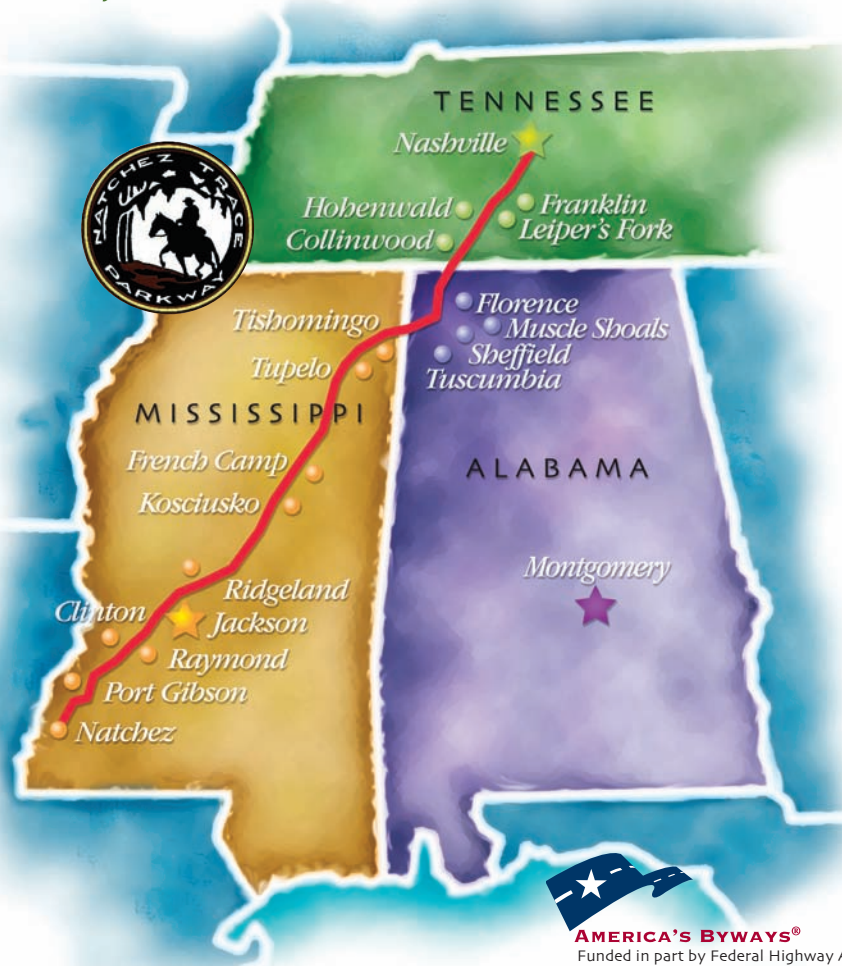 TENNESSEE
Nashville
NATCHEZ TRACE
PARKWAY
Hohenwald
Franklin
Leiper's Fork
Collinwood
Florence
Tishomingo
Muscle Shoals
Sheffield
Tupelo
Tuscumbia
MISSISSIPPI
French Camp
ALABAMA
Kosciusko
Montgomery
Ridgeland
Clinton
Jackson
Raymond
Port Gibson
Natchez
AMERICA'S BYWAYS®
Funded in part by Federal Highway